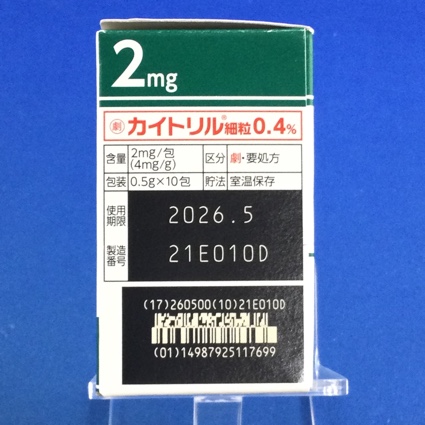 2mg
劇 カイトリル®細粒0.4%
含量 2mg/包 (4mg/g) 区分 劇・要処方
包装 0.5g×10包 貯法 室温保存
使用期限 2026.5
製造番号 21E010D
(17)260500(10)21E010D
(01)14987925117699